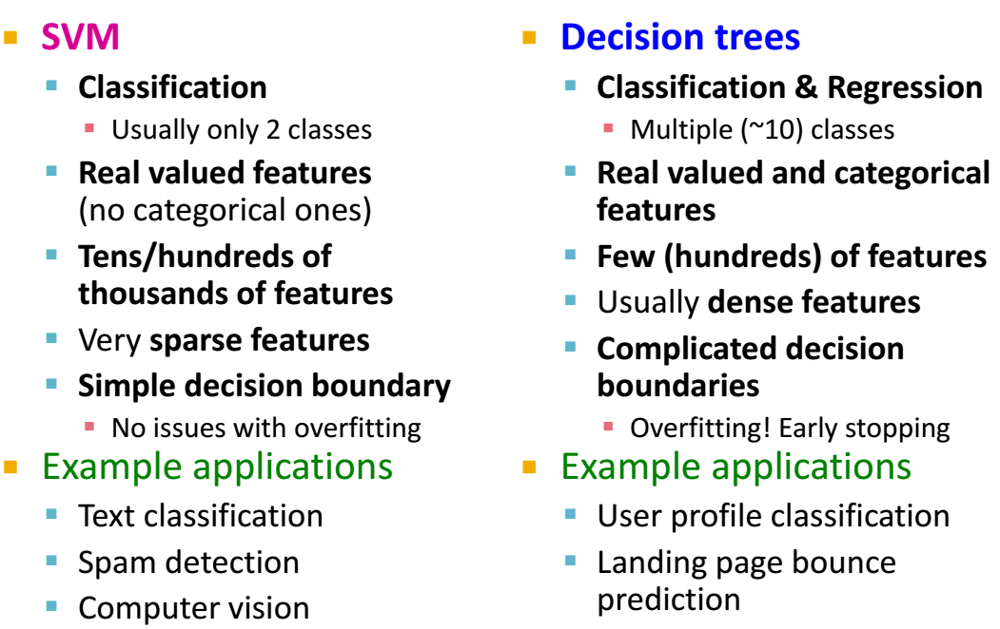 SVM
Classification
Usually only 2 classes
Real valued features
(no categorical ones)
Tens/hundreds of
thousands of features
Very sparse features
Simple decision boundary
No issues with overfitting
Example applications
Text classification
Spam detection
Computer vision
Decision trees
Classification & Regression
Multiple (~10) classes
Real valued and categorical
features
Few (hundreds) of features
Usually dense features
Complicated decision
boundaries
Overfitting! Early stopping
Example applications
User profile classification
Landing page bounce
prediction